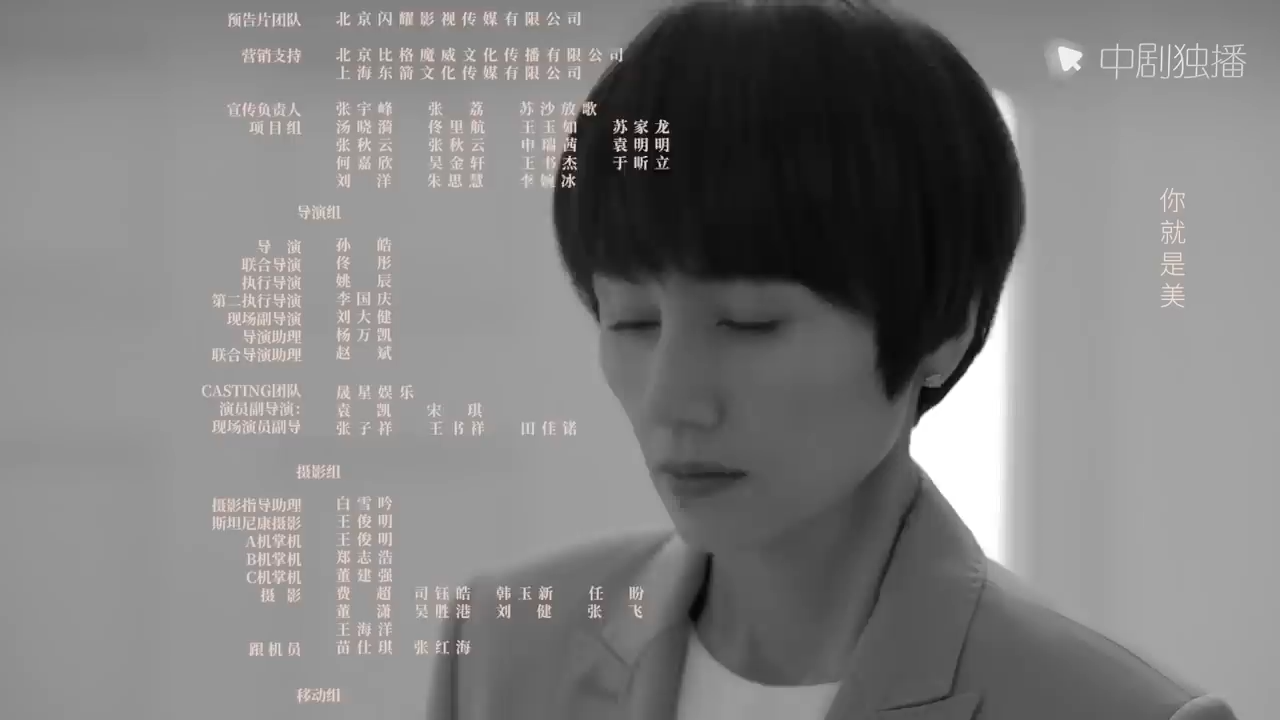 预告片团队 北京闪耀影视传媒有限公司
营销支持 北京比格魔威文化传播有限公司
上海东箭文化传媒有限公司
宣传负责人 张宇峰 张荔 苏沙放歌
项目组 汤晓漪 佟里航 王玉如 苏家龙
张秋云 张秋云 申瑞茜 袁明明
何嘉欣 吴金轩 王书杰 于听立
刘洋 朱思慧 李婉冰
导演组
导演 孙皓
联合导演 佟彤
执行导演 姚辰
第二执行导演 李国庆
现场副导演 刘大健
导演助理 杨万凯
联合导演助理 赵斌
CASTING团队 晟星娱乐
演员副导演: 袁凯 宋琪
现场演员副导 张子祥 王书祥 田佳锗
摄影组
摄影指导助理 白雪吟
斯坦尼康摄影 王俊明
A机掌机 王俊明
B机掌机 郑志浩
C机掌机 董建强
摄影 费超 司钰皓 韩玉新 任盼
董潇 吴胜港 刘健 张飞
王海洋
跟机员 苗仕琪 张红海
移动组
中剧独播
你就是美